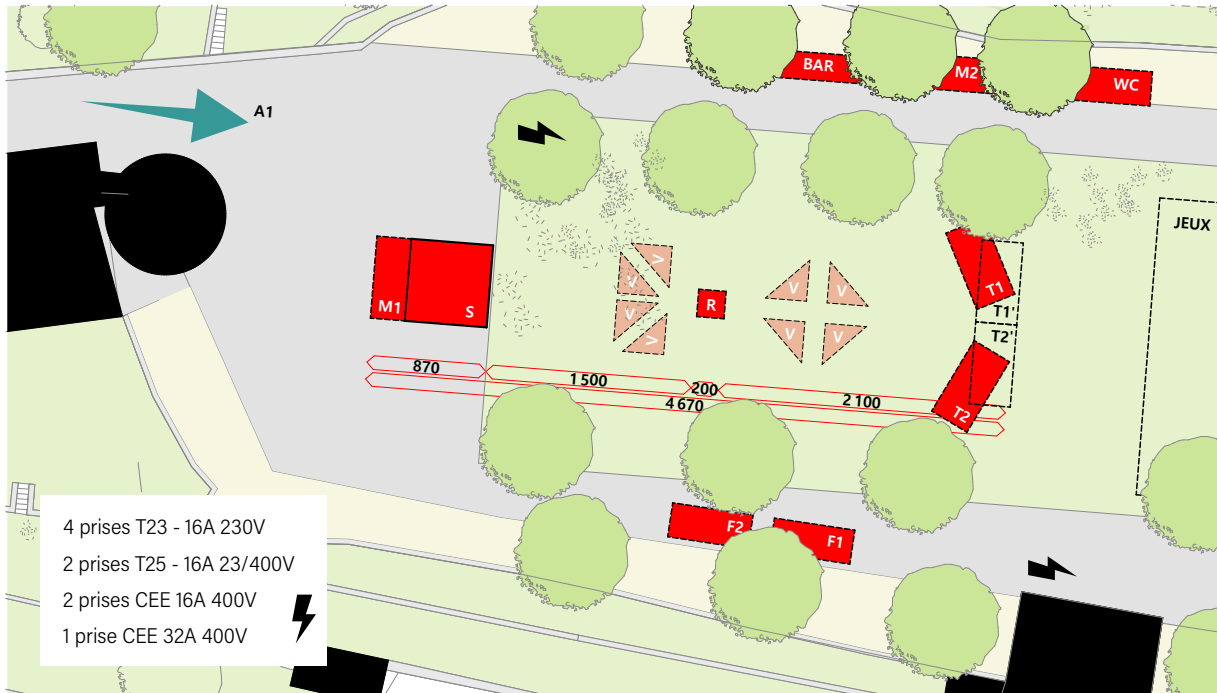 BAR
M2
WC
A1
JEUX
V
V
V
V
V
V
V
V
M1
S
R
T1
T1'
T2'
T2
870
1 500
200
2 100
4 670
F2
F1
4 prises T23 - 16A 230V
2 prises T25 - 16A 23/400V
2 prises CEE 16A 400V
1 prise CEE 32A 400V